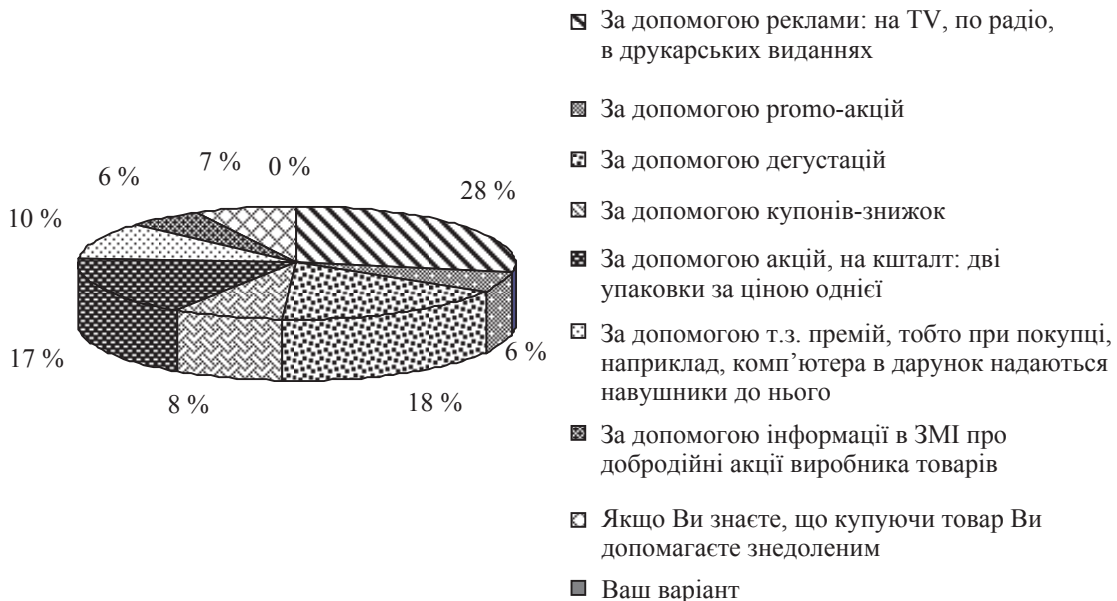 За допомогою реклами: на TV, по радіо,
в друкарських виданнях
За допомогою promo-акцій
За допомогою дегустацій
За допомогою купонів-знижок
За допомогою акцій, на кшталт: дві
упаковки за ціною однієї
За допомогою т.з. премій, тобто при покупці,
наприклад, комп’ютера в дарунок надаються
навушники до нього
За допомогою інформації в ЗМІ про
добродійні акції виробника товарів
Якщо Ви знаєте, що купуючи товар Ви
допомагаєте знедоленим
Ваш варіант
28 %
6 %
18 %
8 %
17 %
10 %
6 %
7 %
0 %